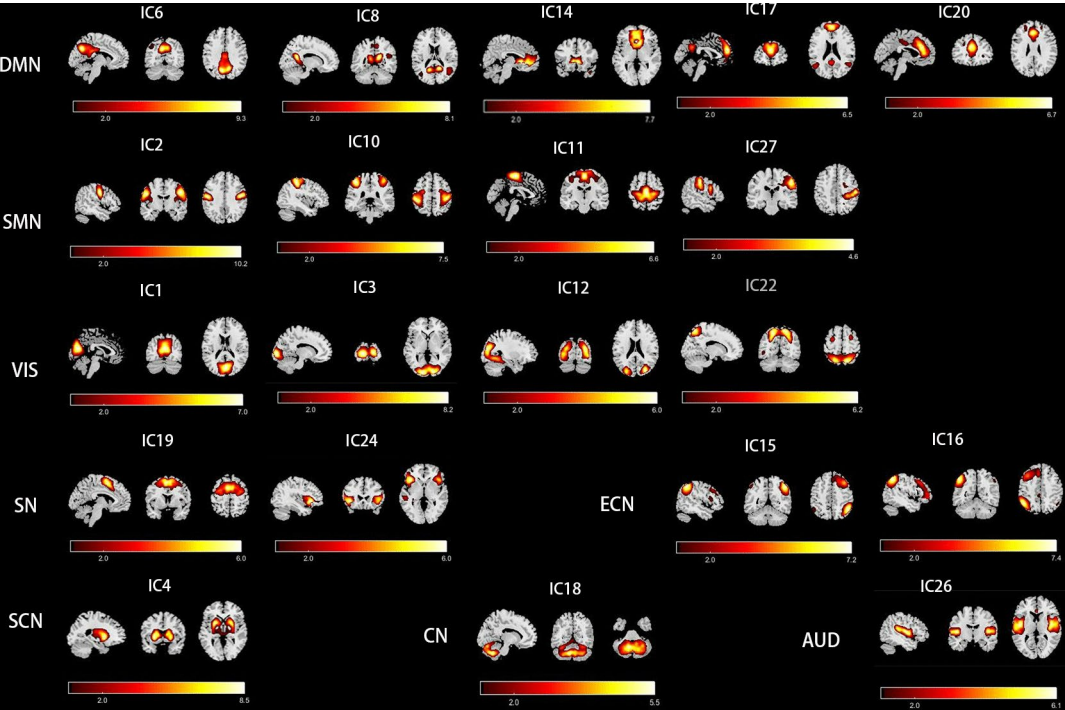 IC6 IC8 IC14 IC17 IC20
DMN
2.0 9.3 2.0 8.1 2.0 7.7 2.0 6.5 2.0 6.7
IC2 IC10 IC11 IC27
SMN
2.0 10.2 2.0 7.5 2.0 6.6 2.0 4.6
IC1 IC3 IC12 IC22
VIS
2.0 7.0 2.0 8.2 2.0 6.0 2.0 6.2
IC19 IC24 IC15 IC16
SN ECN
2.0 6.0 2.0 6.0 2.0 7.2 2.0 7.4
IC4 IC18 IC26
SCN CN AUD
2.0 8.5 2.0 5.5 2.0 6.1